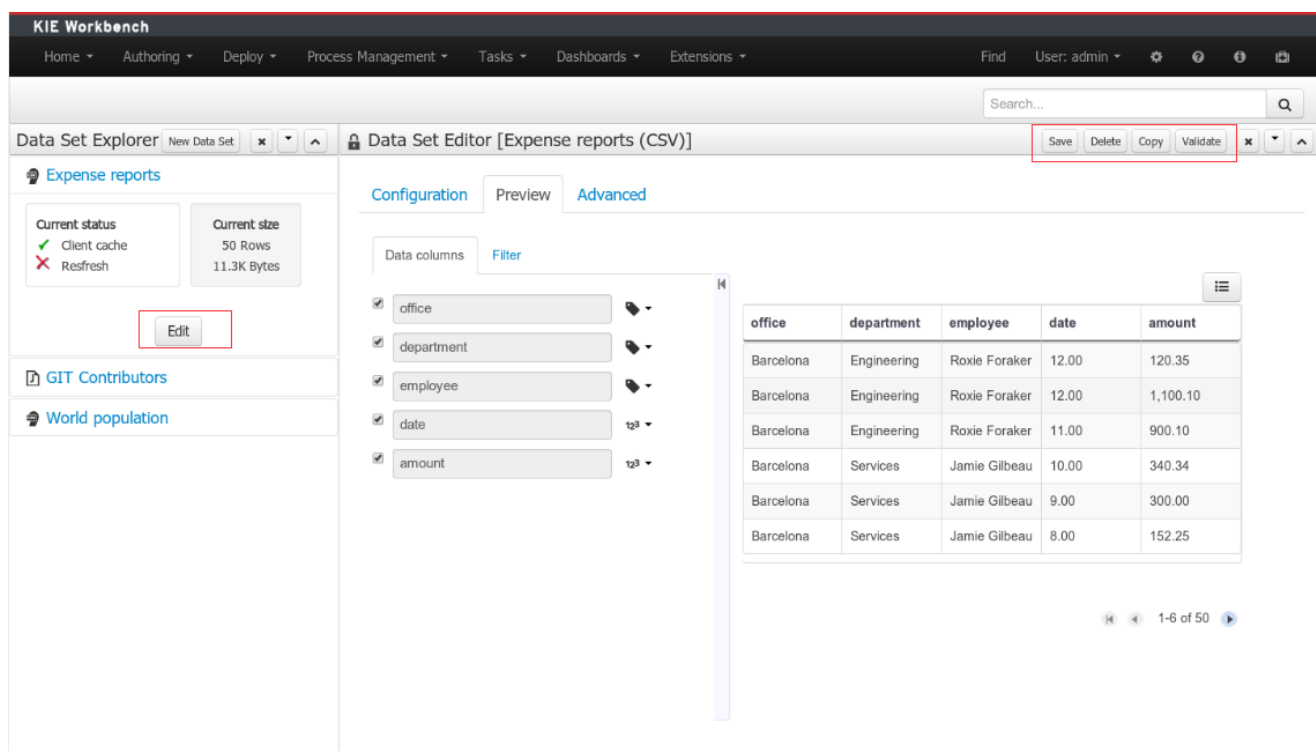 KIE Workbench
Home Authoring Deploy Process Management Tasks Dashboards Extensions Find User: admin
Search...
Data Set Explorer New Data Set
Data Set Editor [Expense reports (CSV)] Save Delete Copy Validate
Expense reports
Current status
Client cache
Resfresh
Current size
50 Rows
11.3K Bytes
Edit
GIT Contributors
World population
Configuration Preview Advanced
Data columns Filter
office
department
employee
date 123
amount 123
office department employee date amount
Barcelona Engineering Roxie Foraker 12.00 120.35
Barcelona Engineering Roxie Foraker 12.00 1,100.10
Barcelona Engineering Roxie Foraker 11.00 900.10
Barcelona Services Jamie Gilbeau 10.00 340.34
Barcelona Services Jamie Gilbeau 9.00 300.00
Barcelona Services Jamie Gilbeau 8.00 152.25
1-6 of 50